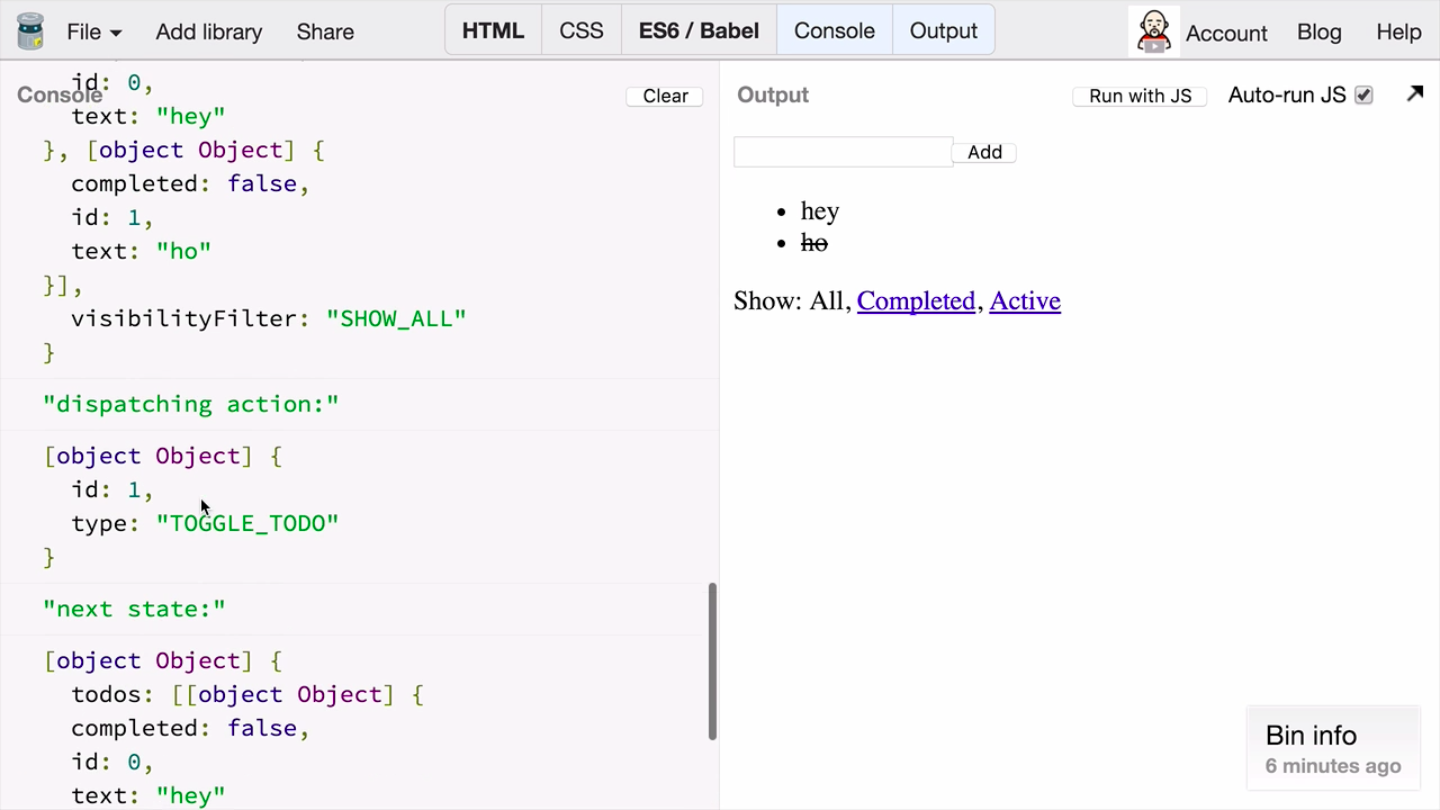 File ▾ Add library Share HTML CSS ES6 / Babel Console Output Account Blog Help
Console Clear
id: 0,
text: "hey"
}, [object Object] {
completed: false,
id: 1,
text: "ho"
}],
visibilityFilter: "SHOW_ALL"
}
"dispatching action:"
[object Object] {
id: 1,
type: "TOGGLE_TODO"
}
"next state:"
[object Object] {
todos: [[object Object] {
completed: false,
id: 0,
text: "hey"
Output Run with JS Auto-run JS
Add
• hey
• ho
Show: All, Completed, Active
Bin info
6 minutes ago